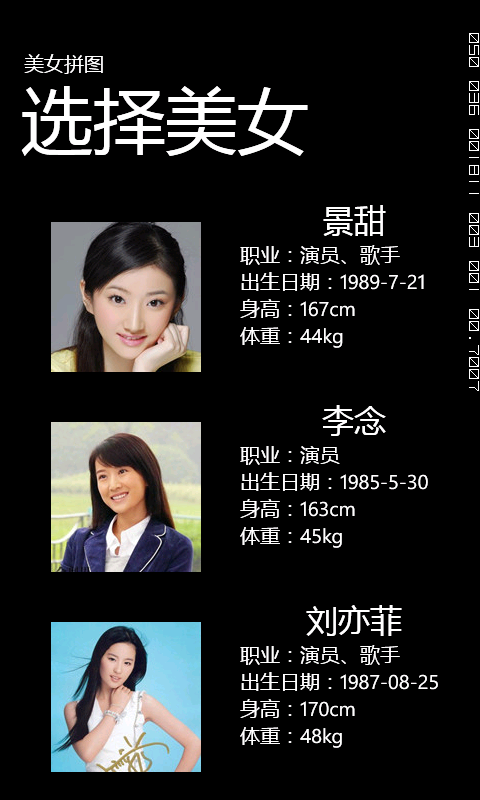 美女拼图
选择美女
景甜
职业：演员、歌手
出生日期：1989-7-21
身高：167cm
体重：44kg
李念
职业：演员
出生日期：1985-5-30
身高：163cm
体重：45kg
刘亦菲
职业：演员、歌手
出生日期：1987-08-25
身高：170cm
体重：48kg
050 036 001811 003 001 00.7007